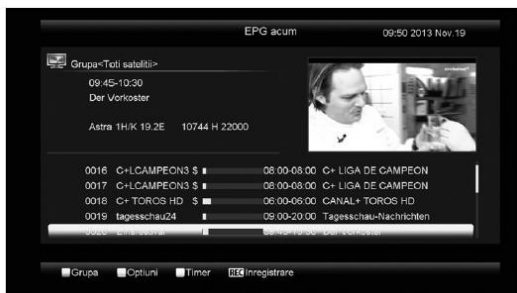 EPG acum
09:50 2013 Nov.19
Grupa<Toti satelitii>
09:45-10:30
Der Vorkoster
Astra 1H/K 19.2E 10744 H 22000
0016 C+LCAMPEON3 $ 08:00-08:00 C+ LIGA DE CAMPEON
0017 C+LCAMPEON3 $ 08:00-08:00 C+ LIGA DE CAMPEON
0018 C+ TOROS HD $ 06:00-06:00 CANAL+ TOROS HD
0019 tagesschau24 09:00-20:00 Tagesschau-Nachrichten
Grupa Optiuni Timer REC Inregistrare